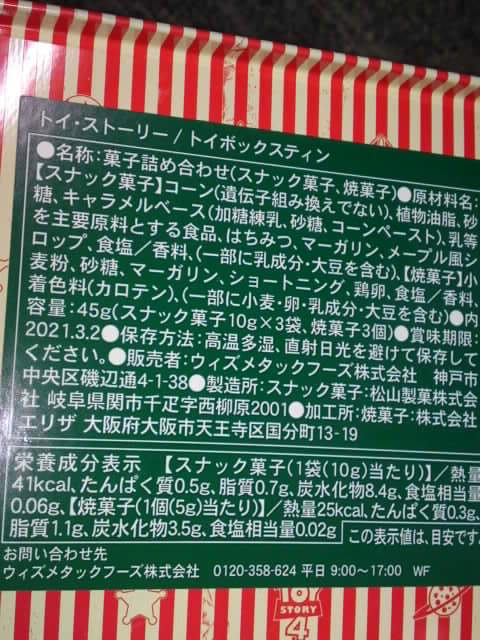 トイ・ストーリー/トイボックスティン
●名称:菓子詰め合わせ(スナック菓子、焼菓子)●原材料名:
【スナック菓子】コーン(遺伝子組み換えでない)、植物油脂、砂
糖、キャラメルベース(加糖練乳、砂糖、コーンペースト)、乳等
を主要原料とする食品、はちみつ、マーガリン、メープル風シ
ロップ、食塩/香料、(一部に乳成分・大豆を含む)、【焼菓子】小
麦粉、砂糖、マーガリン、ショートニング、鶏卵、食塩/香料、
着色料(カロテン)、(一部に小麦・卵・乳成分・大豆を含む)●内
容量:45g(スナック菓子10g×3袋、焼菓子3個)●賞味期限:
2021.3.2●保存方法:高温多湿、直射日光を避けて保存して
ください。●販売者:ウィズメタックフーズ株式会社 神戸市
中央区磯辺通4-1-38●製造所:スナック菓子:松山製菓株式会
社 岐阜県関市千疋字西柳原2001●加工所:焼菓子:株式会社
エリザ 大阪府大阪市天王寺区国分町13-19
栄養成分表示 【スナック菓子(1袋(10g)当たり)】/熱量
41kcal、たんぱく質0.5g、脂質0.7g、炭水化物8.4g、食塩相当量
0.06g、【焼菓子(1個(5g)当たり)】/熱量25kcal、たんぱく質0.3g、
脂質1.1g、炭水化物3.5g、食塩相当量0.02g この表示値は、目安です。
お問い合わせ先
ウィズメタックフーズ株式会社 0120-358-624 平日 9:00～17:00 WF
STORY
4